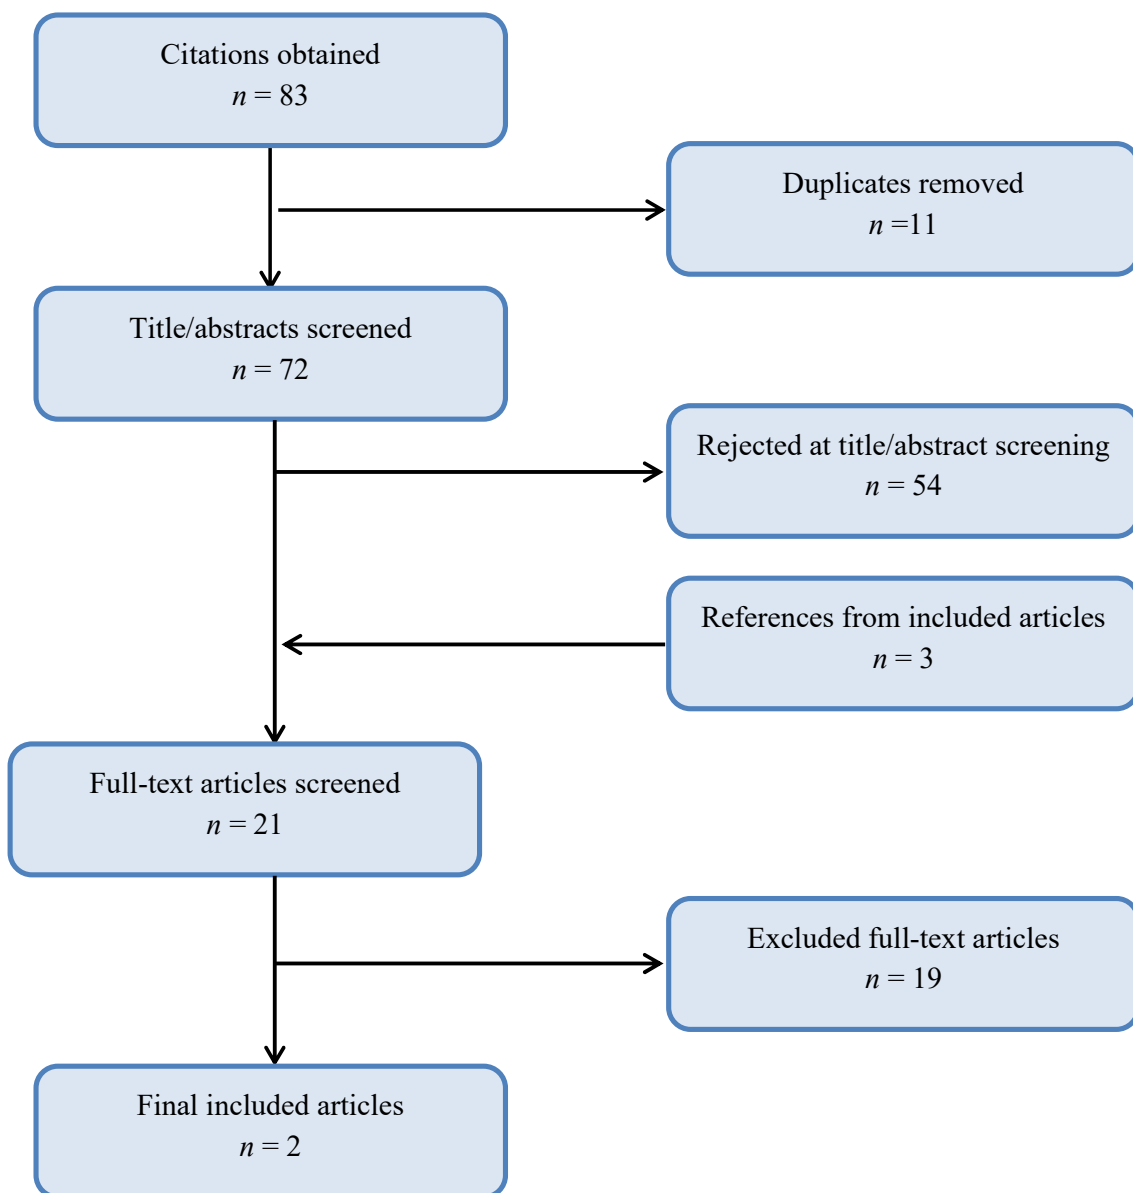 Citations obtained
n = 83
Duplicates removed
n =11
Title/abstracts screened
n = 72
Rejected at title/abstract screening
n = 54
References from included articles
n = 3
Full-text articles screened
n = 21
Excluded full-text articles
n = 19
Final included articles
n = 2